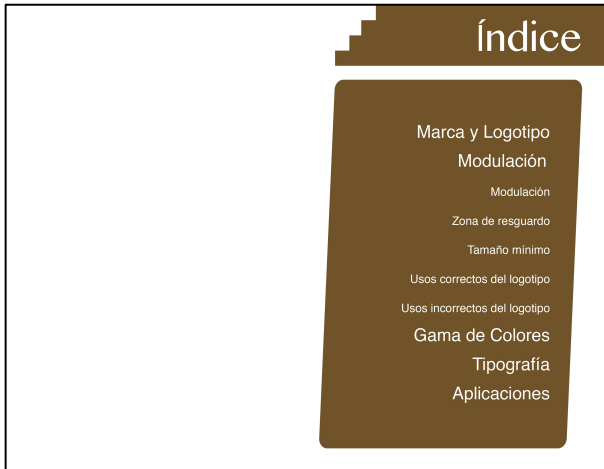 Índice
Marca y Logotipo
Modulación
Modulación
Zona de resguardo
Tamaño mínimo
Usos correctos del logotipo
Usos incorrectos del logotipo
Gama de Colores
Tipografía
Aplicaciones